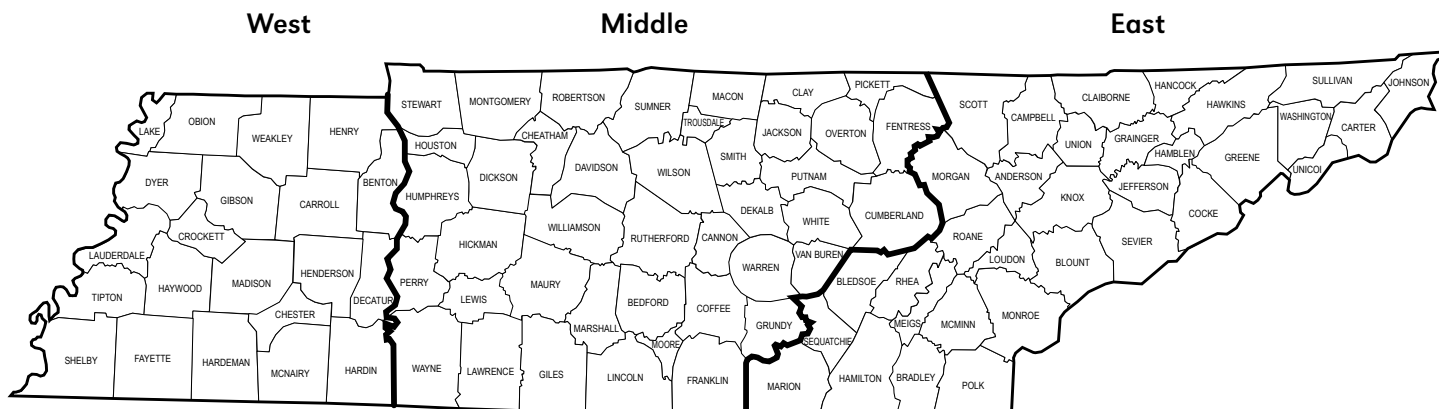 West Middle East
STEWART
MONTGOMERY
ROBERTSON
SUMNER
MACON
CLAY
PICKETT
SCOTT
CAMPBELL
CLAIBORNE
HANCOCK
HAWKINS
SULLIVAN
JOHNSON
LAKE
OBION
WEAKLEY
HENRY
HOUSTON
CHEATHAM
TROUSDALE
JACKSON
OVERTON
FENTRESS
UNION
GRAINGER
HAMBLEN
WASHINGTON
CARTER
DYER
GIBSON
CARROLL
BENTON
HUMPHREYS
DICKSON
DAVIDSON
WILSON
SMITH
PUTNAM
MORGAN
ANDERSON
KNOX
JEFFERSON
GREENE
UNICOI
CROCKETT
LAUDERDALE
HICKMAN
WILLIAMSON
RUTHERFORD
CANNON
DEKALB
WHITE
CUMBERLAND
ROANE
LOUDON
BLOUNT
SEVIER
COCKE
TIPTON
HAYWOOD
MADISON
HENDERSON
DECATUR
PERRY
LEWIS
MAURY
BEDFORD
COFFEE
WARREN
VAN BUREN
BLEDSOE
RHEA
CHESTER
MARSHALL
MOORE
GRUNDY
SEQUATCHIE
MEIGS
MCMINN
MONROE
SHELBY
FAYETTE
HARDEMAN
MCNAIRY
HARDIN
WAYNE
LAWRENCE
GILES
LINCOLN
FRANKLIN
MARION
HAMILTON
BRADLEY
POLK